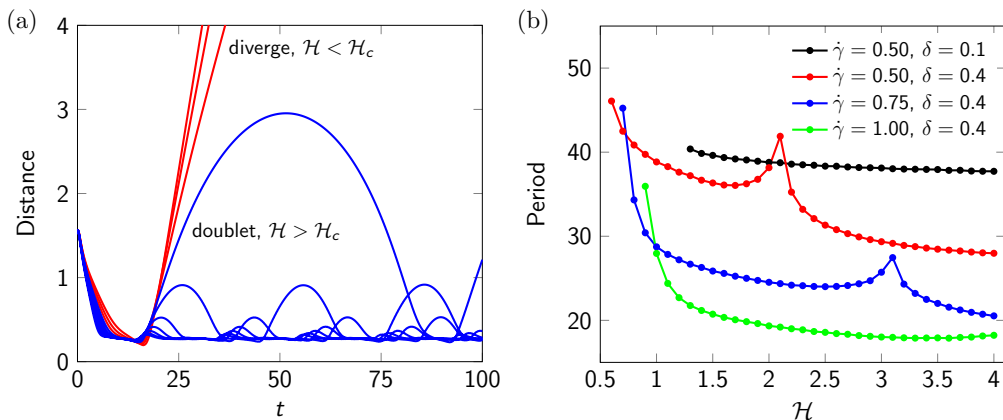 (a)
4
3
2
1
0
Distance
0
25
50
75
100
t
diverge, ℋ < ℋc
doublet, ℋ > ℋc
(b)
50
40
30
20
Period
0.5
1
1.5
2
2.5
3
3.5
4
ℋ
γ̇ = 0.50, δ = 0.1
γ̇ = 0.50, δ = 0.4
γ̇ = 0.75, δ = 0.4
γ̇ = 1.00, δ = 0.4